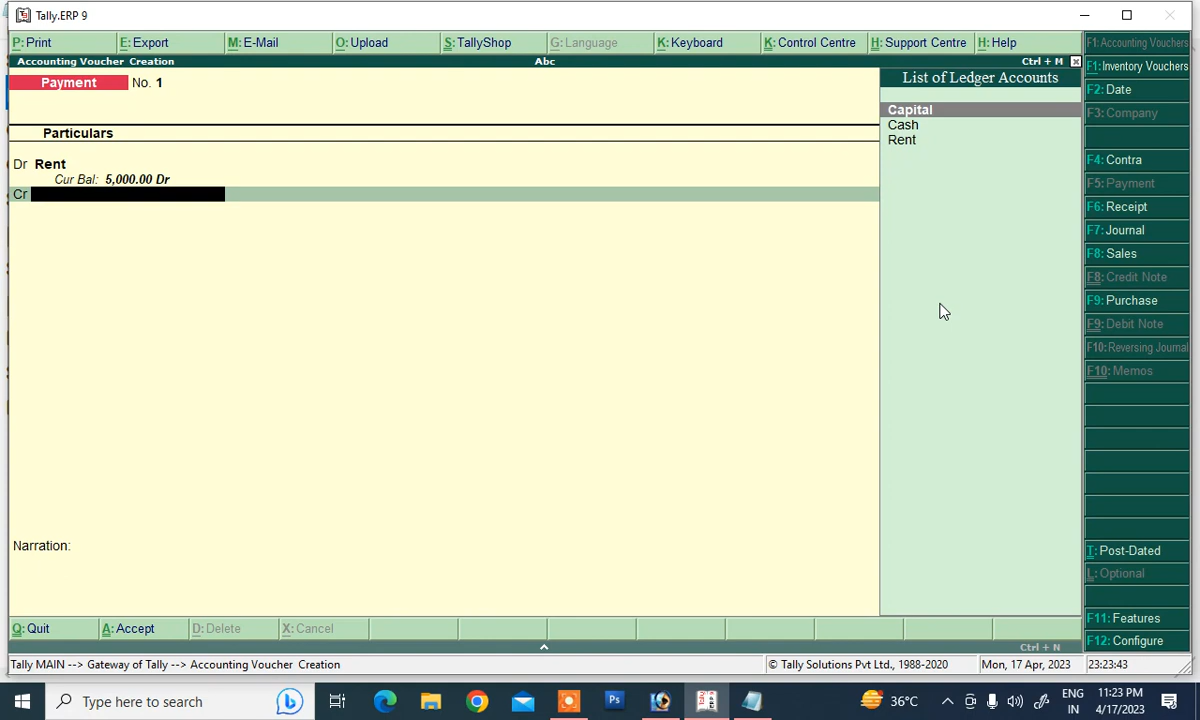 Tally.ERP 9
P: Print E: Export M: E-Mail O: Upload S: TallyShop G: Language K: Keyboard K: Control Centre H: Support Centre H: Help
F1: Accounting Vouchers
Accounting Voucher Creation Abc Ctrl + M
F1: Inventory Vouchers
Payment No. 1
List of Ledger Accounts
F2: Date
Capital
F3: Company
Cash
Particulars
Rent
Dr Rent
F4: Contra
Cur Bal: 5,000.00 Dr
F5: Payment
Cr
F6: Receipt
F7: Journal
F8: Sales
F8: Credit Note
F9: Purchase
F9: Debit Note
F10: Reversing Journal
F10: Memos
Narration:
T: Post-Dated
L: Optional
F11: Features
Q: Quit A: Accept D: Delete X: Cancel
F12: Configure
Ctrl + N
Tally MAIN --> Gateway of Tally --> Accounting Voucher Creation © Tally Solutions Pvt Ltd., 1988-2020 Mon, 17 Apr, 2023 23:23:43
Type here to search Ps 36°C ENG 11:23 PM
IN 4/17/2023